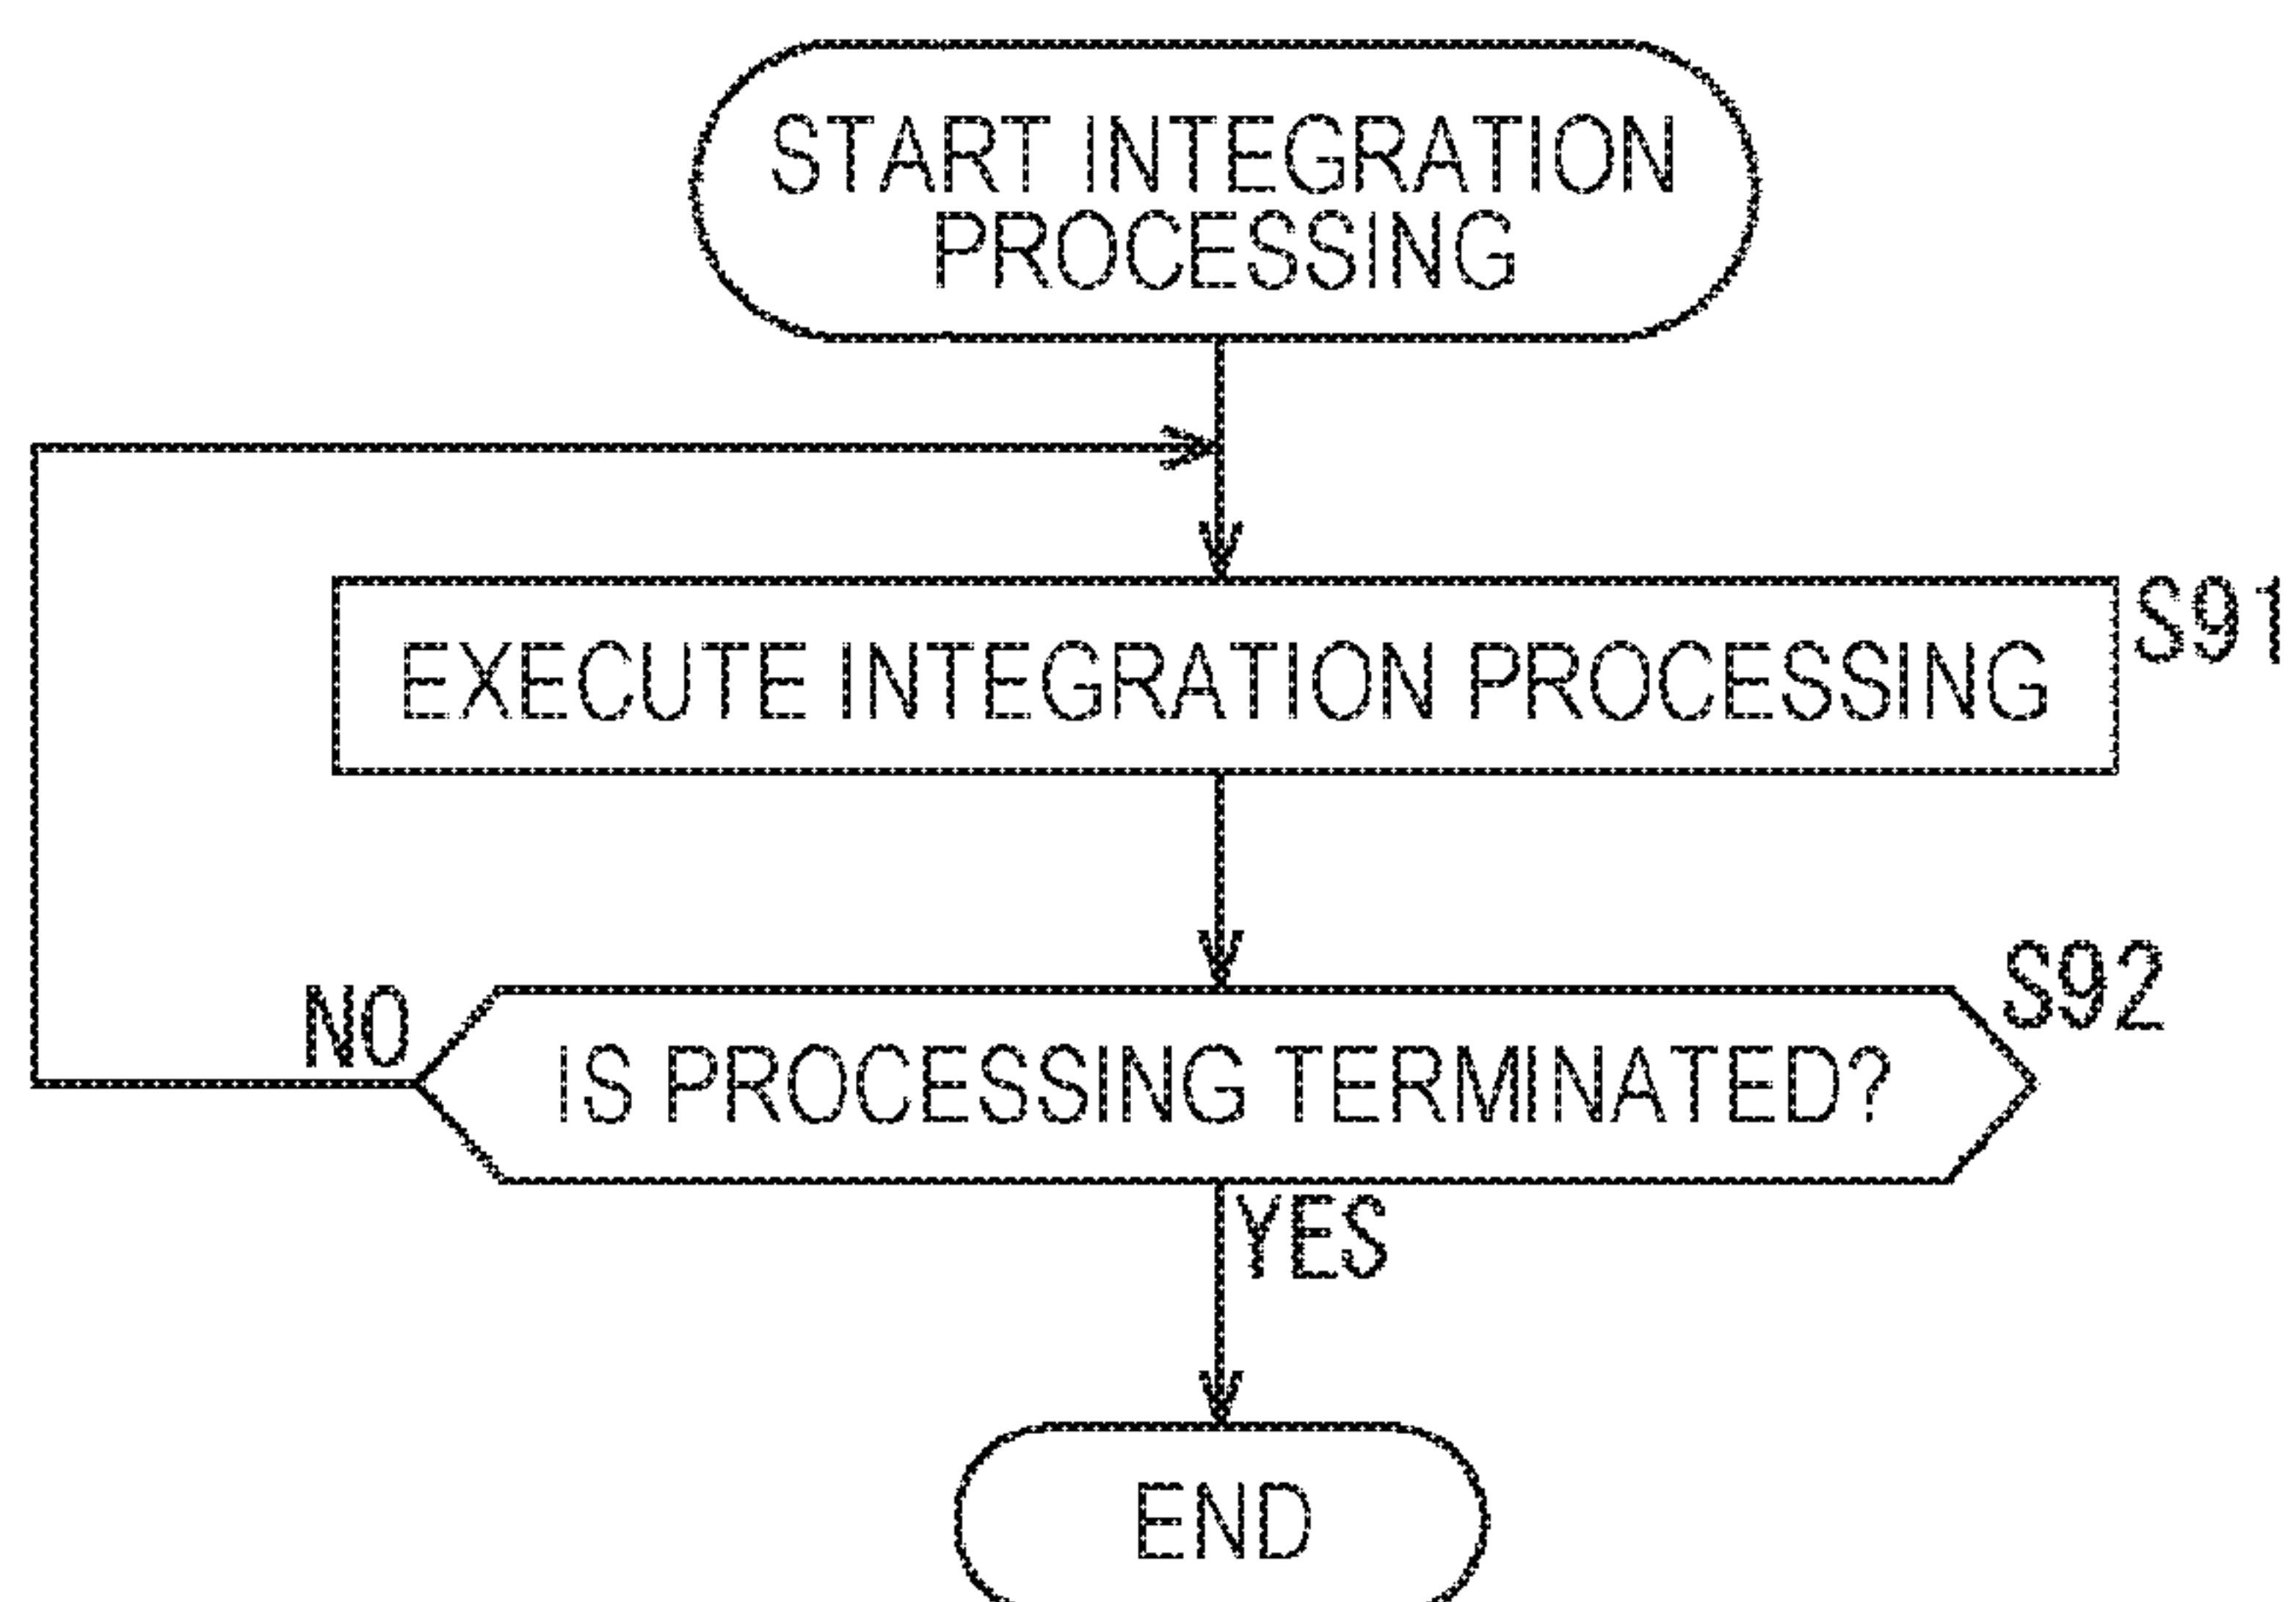 START INTEGRATION
PROCESSING
EXECUTE INTEGRATION PROCESSING
S91
NO
IS PROCESSING TERMINATED?
S92
YES
END